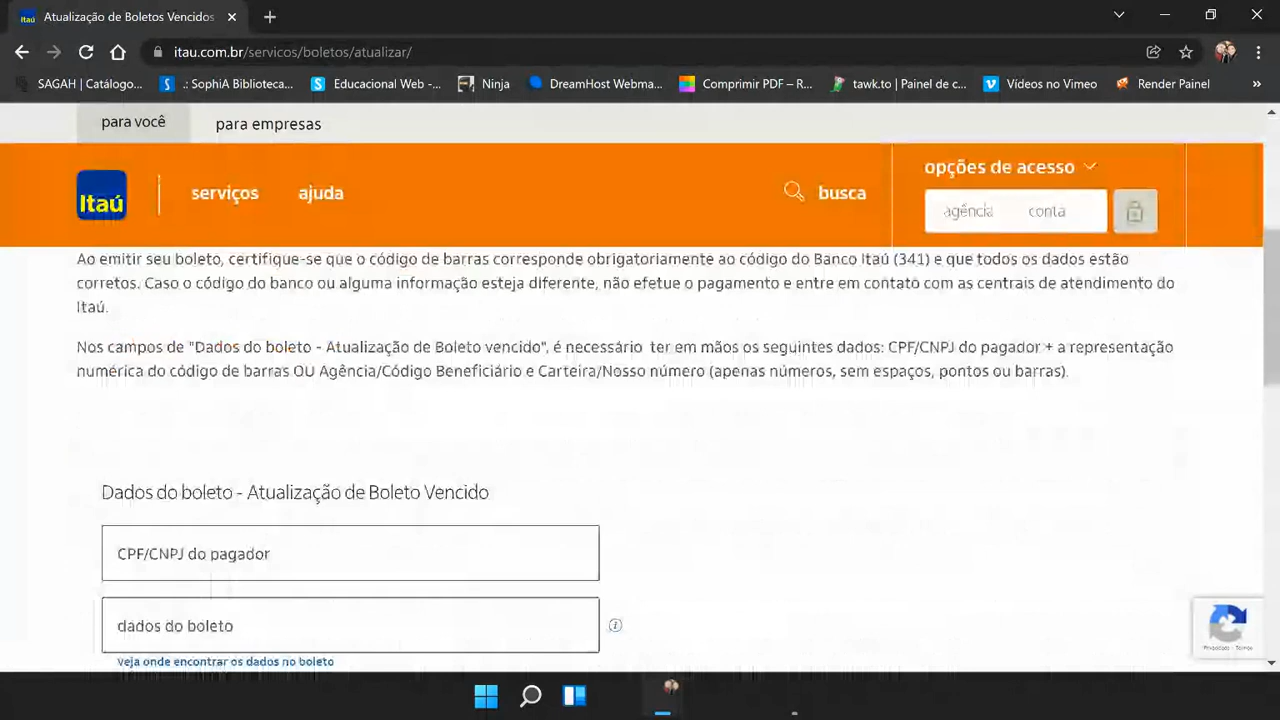 Itaú Atualização de Boletos Vencidos
itau.com.br/servicos/boletos/atualizar/
SAGAH | Catálogo... .: SophiA Biblioteca... Educacional Web -... Ninja DreamHost Webma... Comprimir PDF – R... tawk.to | Painel de c... Vídeos no Vimeo Render Painel »
para você para empresas
opções de acesso
Itaú serviços ajuda busca
agência conta
Ao emitir seu boleto, certifique-se que o código de barras corresponde obrigatoriamente ao código do Banco Itaú (341) e que todos os dados estão
corretos. Caso o código do banco ou alguma informação esteja diferente, não efetue o pagamento e entre em contato com as centrais de atendimento do
Itaú.
Nos campos de "Dados do boleto - Atualização de Boleto vencido", é necessário ter em mãos os seguintes dados: CPF/CNPJ do pagador + a representação
numérica do código de barras OU Agência/Código Beneficiário e Carteira/Nosso número (apenas números, sem espaços, pontos ou barras).
Dados do boleto - Atualização de Boleto Vencido
CPF/CNPJ do pagador
dados do boleto
Veja onde encontrar os dados no boleto
Privacidade - Termos